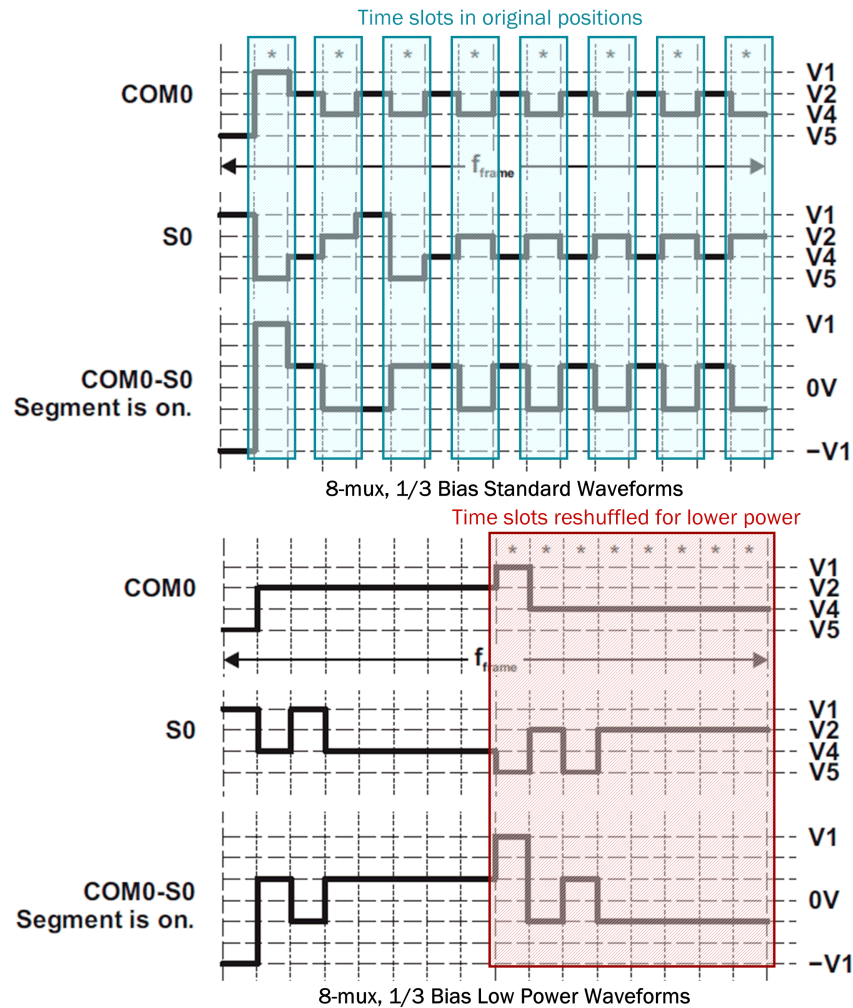 Time slots in original positions
* * * * * * * *
COM0
V1
V2
V4
V5
fframe
S0
V1
V2
V4
V5
COM0-S0
Segment is on.
V1
0V
−V1
8-mux, 1/3 Bias Standard Waveforms
Time slots reshuffled for lower power
* * * * * * * *
COM0
V1
V2
V4
V5
fframe
S0
V1
V2
V4
V5
COM0-S0
Segment is on.
V1
0V
−V1
8-mux, 1/3 Bias Low Power Waveforms